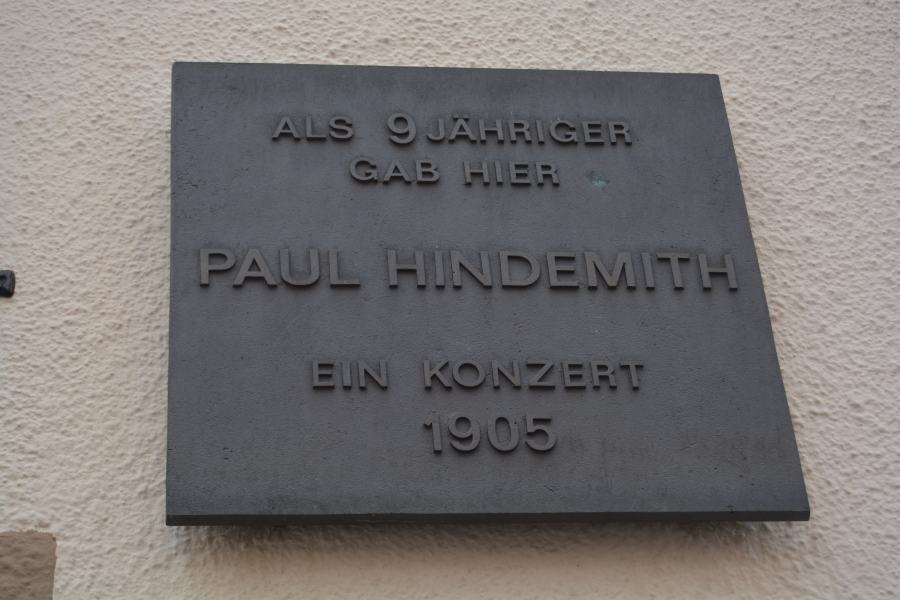 ALS 9 JÄHRIGER
GAB HIER
PAUL HINDEMITH
EIN KONZERT
1905